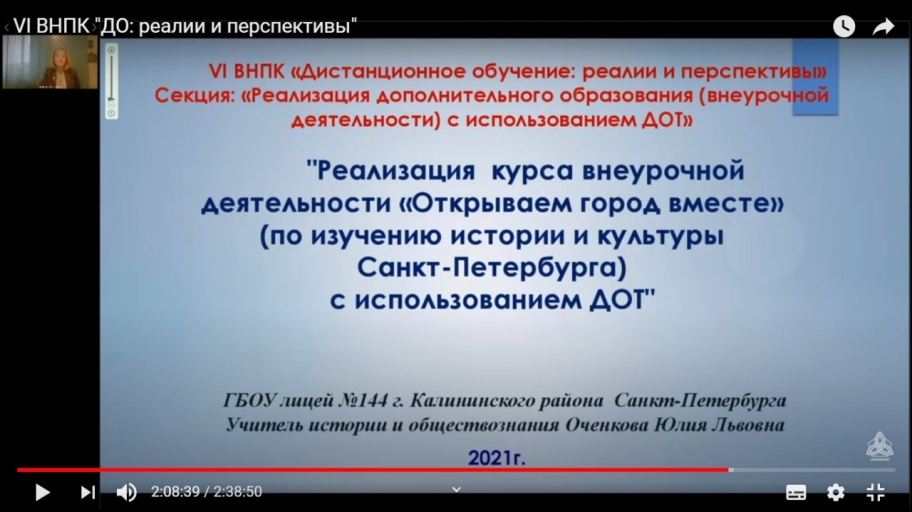 VI ВНПК "ДО: реалии и перспективы"
VI ВНПК «Дистанционное обучение: реалии и перспективы»
Секция: «Реализация дополнительного образования (внеурочной
деятельности) с использованием ДОТ»
"Реализация курса внеурочной
деятельности «Открываем город вместе»
(по изучению истории и культуры
Санкт-Петербурга)
с использованием ДОТ"
ГБОУ лицей №144 г. Калининского района Санкт-Петербурга
Учитель истории и обществознания Оченкова Юлия Львовна
2021г.
2:08:39 / 2:38:50